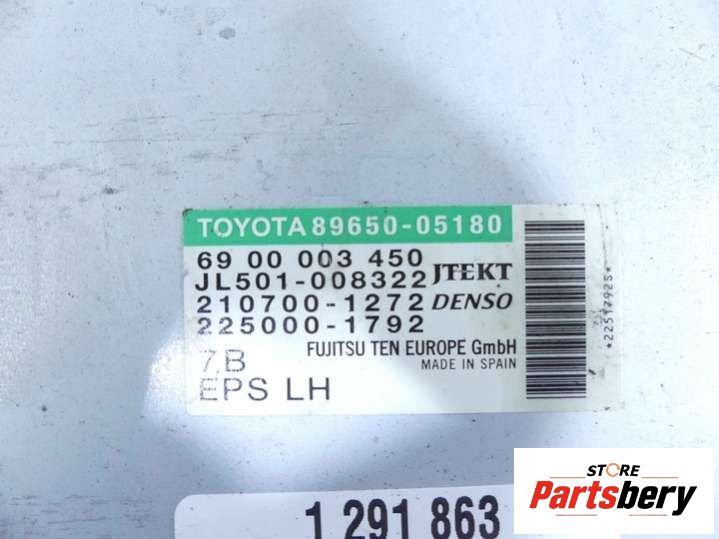 TOYOTA 89650-05180
69 00 003 450
JL501-008322 JTEKT
210700-1272 DENSO
225000-1792
7.B FUJITSU TEN EUROPE GmbH
MADE IN SPAIN
EPS LH
*2251792S*
1 291 863
STORE
Partsbery